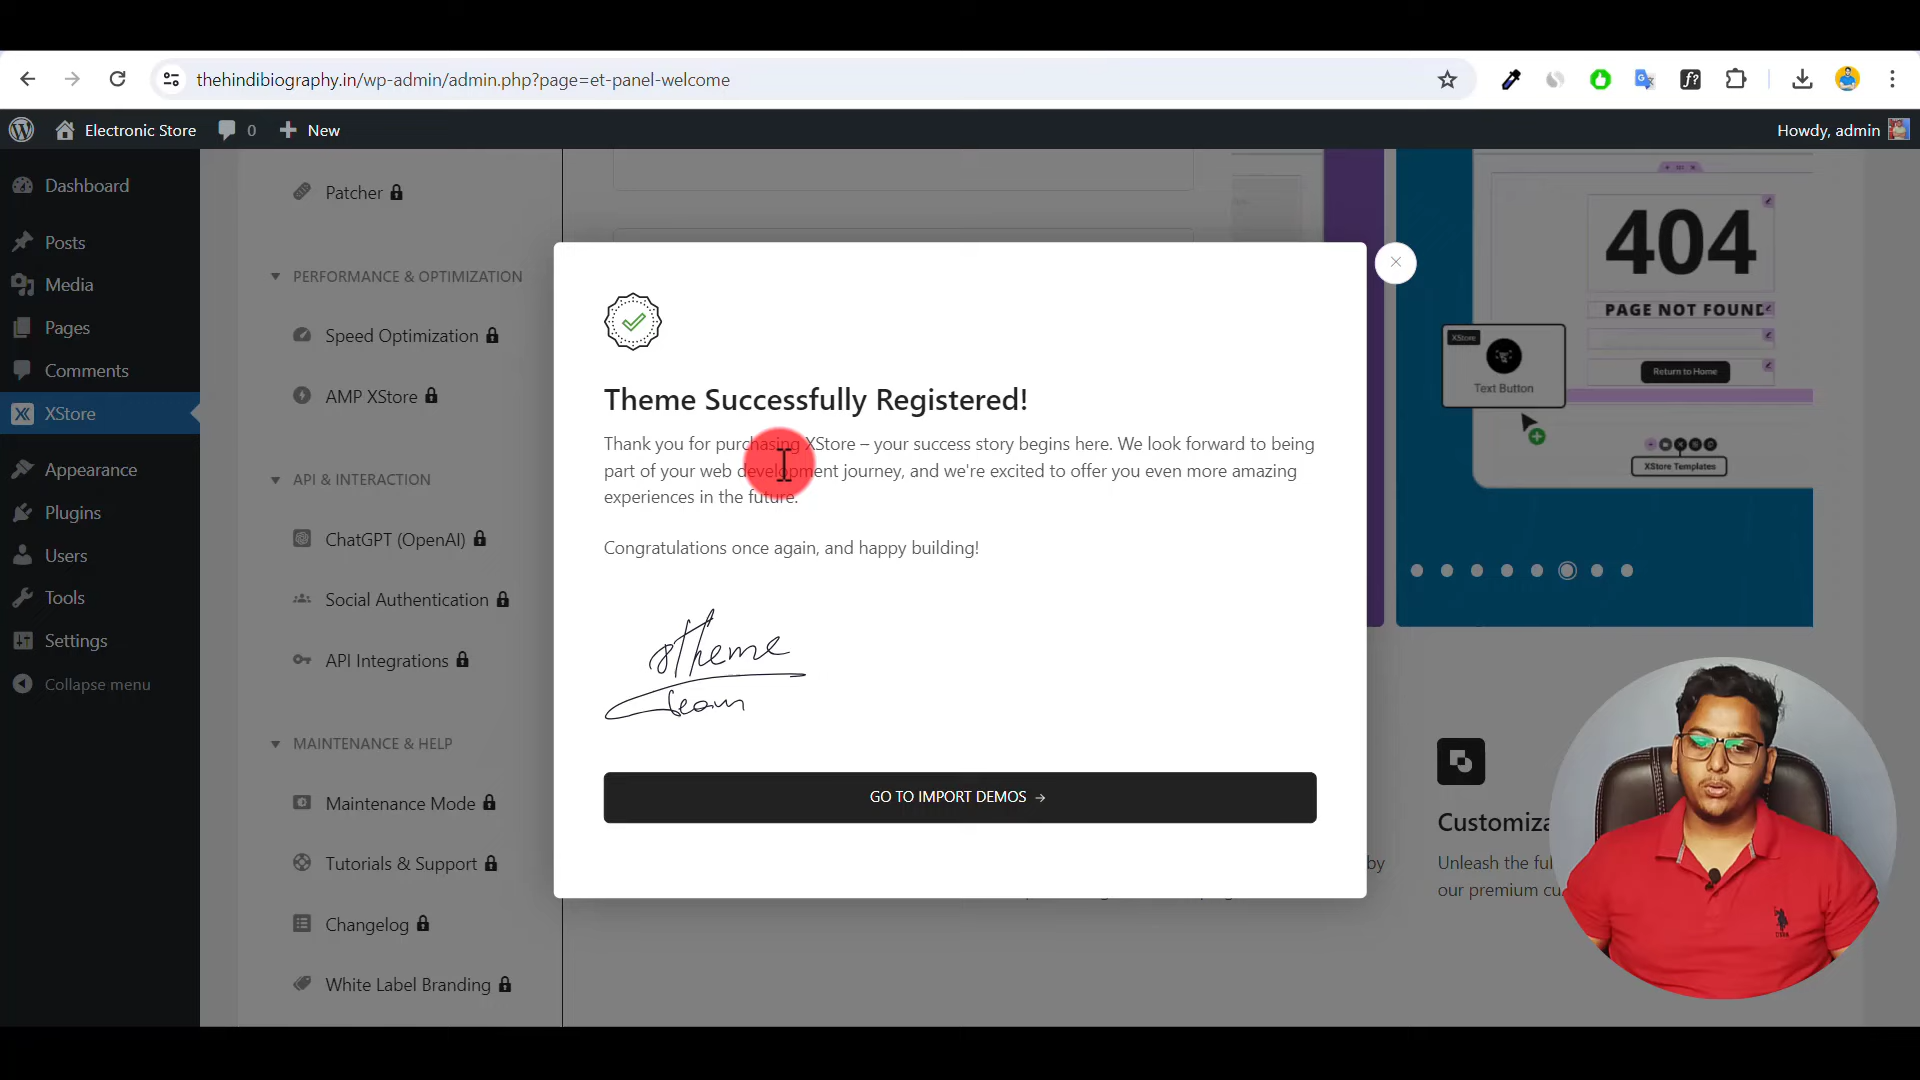 thehindibiography.in/wp-admin/admin.php?page=et-panel-welcome
Electronic Store
0
New
Howdy, admin
Dashboard
Posts
Media
Pages
Comments
XStore
Appearance
Plugins
Users
Tools
Settings
Collapse menu
Patcher
PERFORMANCE & OPTIMIZATION
Speed Optimization
AMP XStore
API & INTERACTION
ChatGPT (OpenAI)
Social Authentication
API Integrations
MAINTENANCE & HELP
Maintenance Mode
Tutorials & Support
Changelog
White Label Branding
Theme Successfully Registered!
Thank you for purchasing XStore – your success story begins here. We look forward to being
part of your web development journey, and we're excited to offer you even more amazing
experiences in the future.
Congratulations once again, and happy building!
8theme
team
GO TO IMPORT DEMOS →
404
PAGE NOT FOUND
Return to Home
XStore
Text Button
XStore Templates
Customiza
Unleash the ful
our premium cu
by